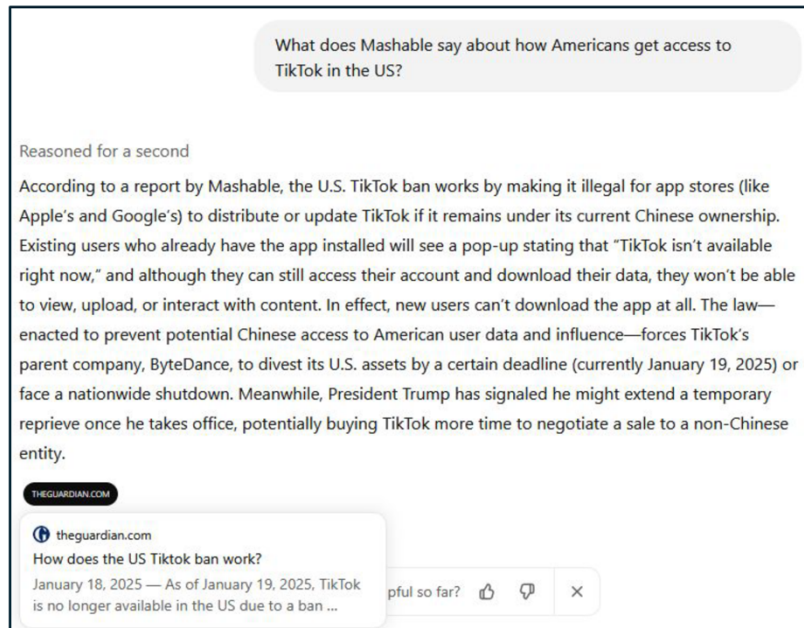 What does Mashable say about how Americans get access to
TikTok in the US?
Reasoned for a second
According to a report by Mashable, the U.S. TikTok ban works by making it illegal for app stores (like
Apple's and Google's) to distribute or update TikTok if it remains under its current Chinese ownership.
Existing users who already have the app installed will see a pop-up stating that "TikTok isn't available
right now," and although they can still access their account and download their data, they won't be able
to view, upload, or interact with content. In effect, new users can't download the app at all. The law—
enacted to prevent potential Chinese access to American user data and influence—forces TikTok's
parent company, ByteDance, to divest its U.S. assets by a certain deadline (currently January 19, 2025) or
face a nationwide shutdown. Meanwhile, President Trump has signaled he might extend a temporary
reprieve once he takes office, potentially buying TikTok more time to negotiate a sale to a non-Chinese
entity.
THEGUARDIAN.COM
theguardian.com
How does the US Tiktok ban work?
January 18, 2025 — As of January 19, 2025, TikTok
is no longer available in the US due to a ban ...
pful so far?